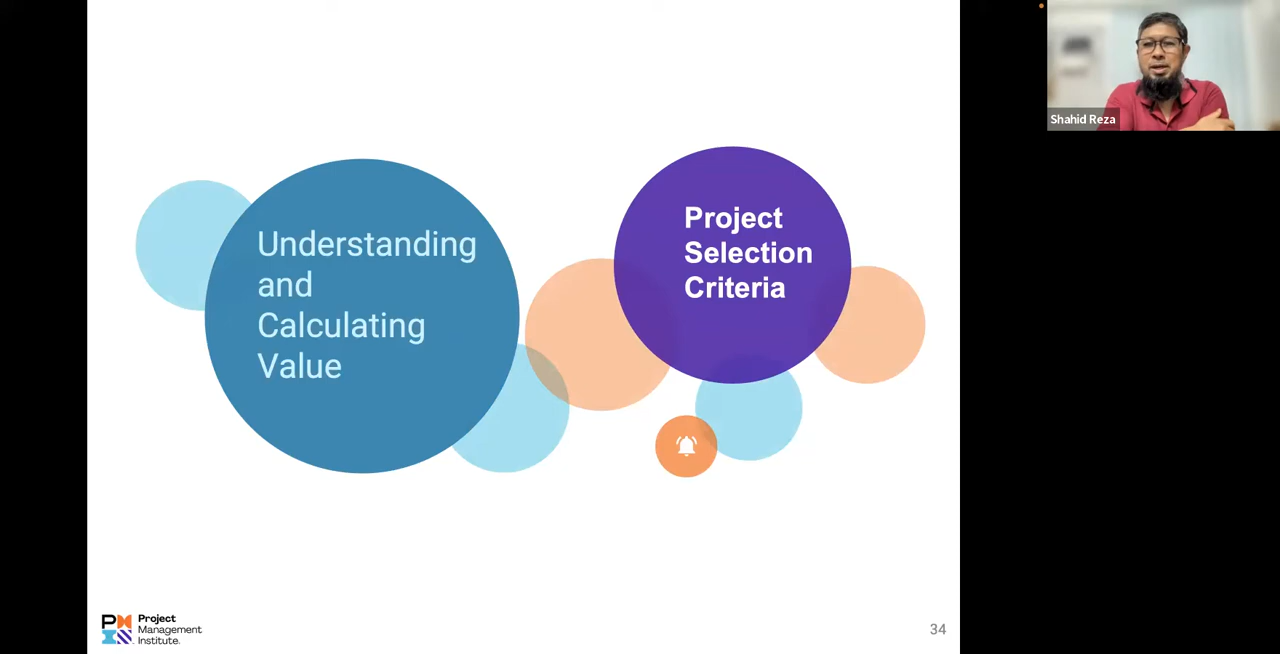 Understanding
and
Calculating
Value
Project
Selection
Criteria
Shahid Reza
Project
Management
Institute.
34